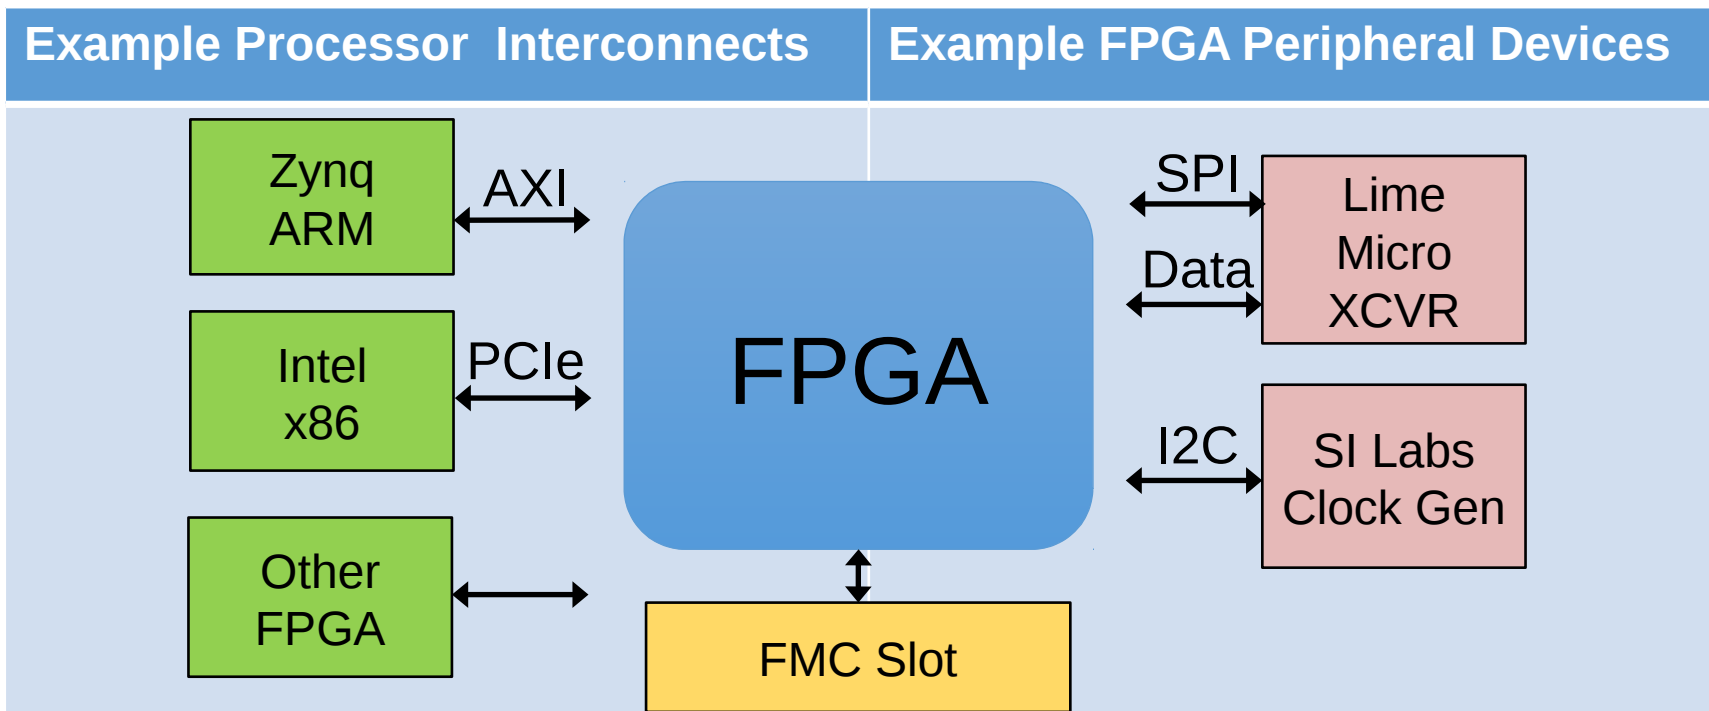 Example Processor  Interconnects
Example FPGA Peripheral Devices
Zynq
ARM
AXI
Intel
x86
PCIe
Other
FPGA
FPGA
FMC Slot
SPI
Data
Lime
Micro
XCVR
I2C
SI Labs
Clock Gen